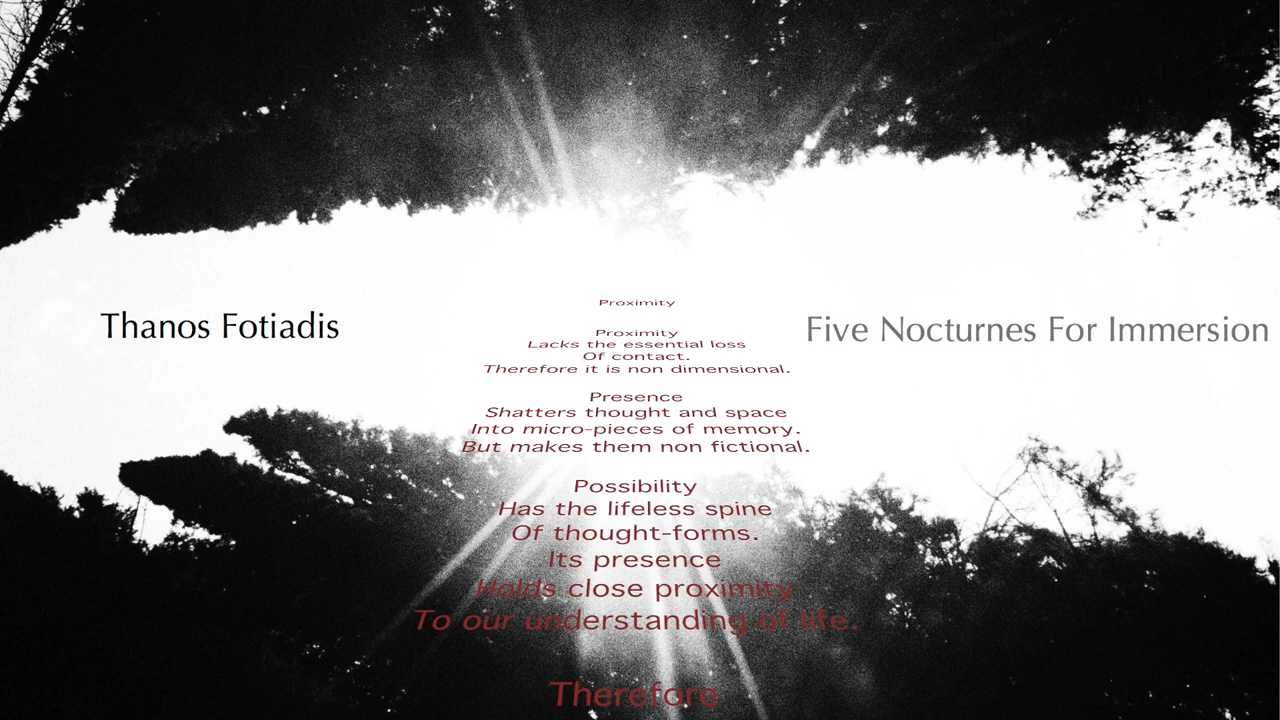 Thanos Fotiadis
Five Nocturnes For Immersion
Proximity
Proximity
Lacks the essential loss
Of contact.
Therefore it is non dimensional.
Presence
Shatters thought and space
Into micro-pieces of memory.
But makes them non fictional.
Possibility
Has the lifeless spine
Of thought-forms.
Its presence
Holds close proximity
To our understanding of life.
Therefore